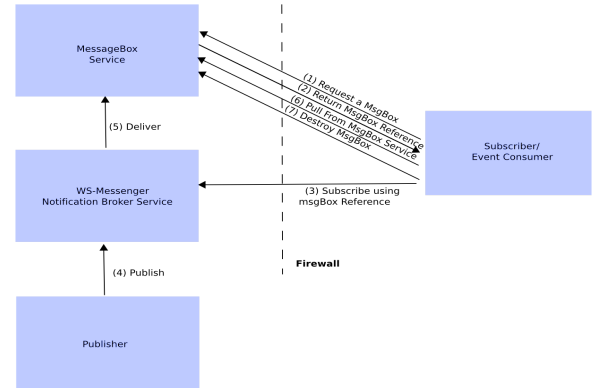 MessageBox
Service
(1) Request a MsgBox
(2) Return MsgBox Reference
(6) Pull From MsgBox Service
(7) Destroy MsgBox
Subscriber/
Event Consumer
(5) Deliver
WS-Messenger
Notification Broker Service
(3) Subscribe using
msgBox Reference
Firewall
(4) Publish
Publisher